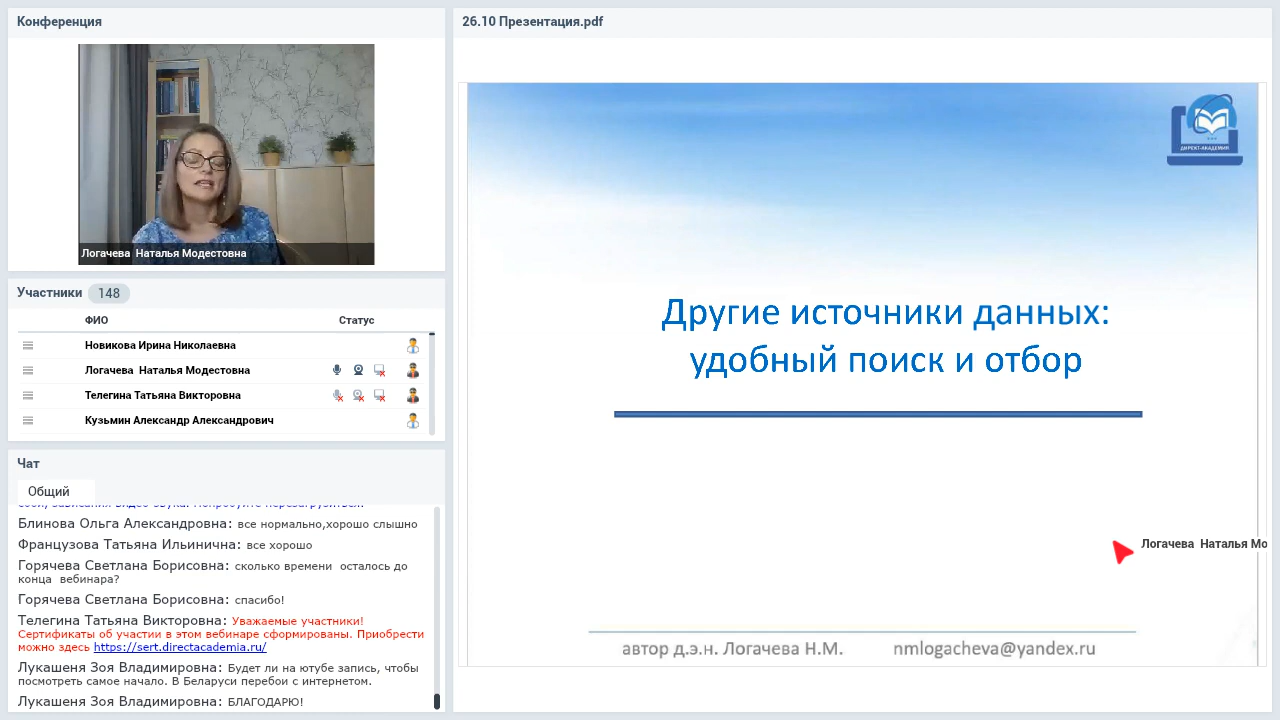 Конференция
Логачева Наталья Модестовна
Участники 148
ФИО Статус
Новикова Ирина Николаевна
Логачева Наталья Модестовна
Телегина Татьяна Викторовна
Кузьмин Александр Александрович
Чат
Общий
Блинова Ольга Александровна: все нормально,хорошо слышно
Французова Татьяна Ильинична: все хорошо
Горячева Светлана Борисовна: сколько времени осталось до
конца вебинара?
Горячева Светлана Борисовна: спасибо!
Телегина Татьяна Викторовна: Уважаемые участники!
Сертификаты об участии в этом вебинаре сформированы. Приобрести
можно здесь https://sert.directacademia.ru/
Лукашеня Зоя Владимировна: Будет ли на ютубе запись, чтобы
посмотреть самое начало. В Беларуси перебои с интернетом.
Лукашеня Зоя Владимировна: БЛАГОДАРЮ!
26.10 Презентация.pdf
ДИРЕКТ-АКАДЕМИЯ
Другие источники данных:
удобный поиск и отбор
Логачева Наталья Мо
автор д.э.н. Логачева Н.М. nmlogacheva@yandex.ru